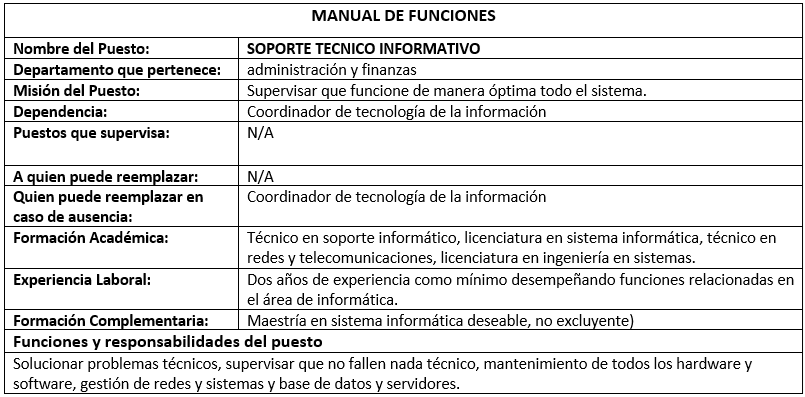 MANUAL DE FUNCIONES
Nombre del Puesto: SOPORTE TECNICO INFORMATIVO
Departamento que pertenece: administración y finanzas
Misión del Puesto: Supervisar que funcione de manera óptima todo el sistema.
Dependencia: Coordinador de tecnología de la información
Puestos que supervisa: N/A
A quien puede reemplazar: N/A
Quien puede reemplazar en Coordinador de tecnología de la información
caso de ausencia:
Formación Académica: Técnico en soporte informático, licenciatura en sistema informática, técnico en
redes y telecomunicaciones, licenciatura en ingeniería en sistemas.
Experiencia Laboral: Dos años de experiencia como mínimo desempeñando funciones relacionadas en
el área de informática.
Formación Complementaria: Maestría en sistema informática deseable, no excluyente)
Funciones y responsabilidades del puesto
Solucionar problemas técnicos, supervisar que no fallen nada técnico, mantenimiento de todos los hardware y
software, gestión de redes y sistemas y base de datos y servidores.